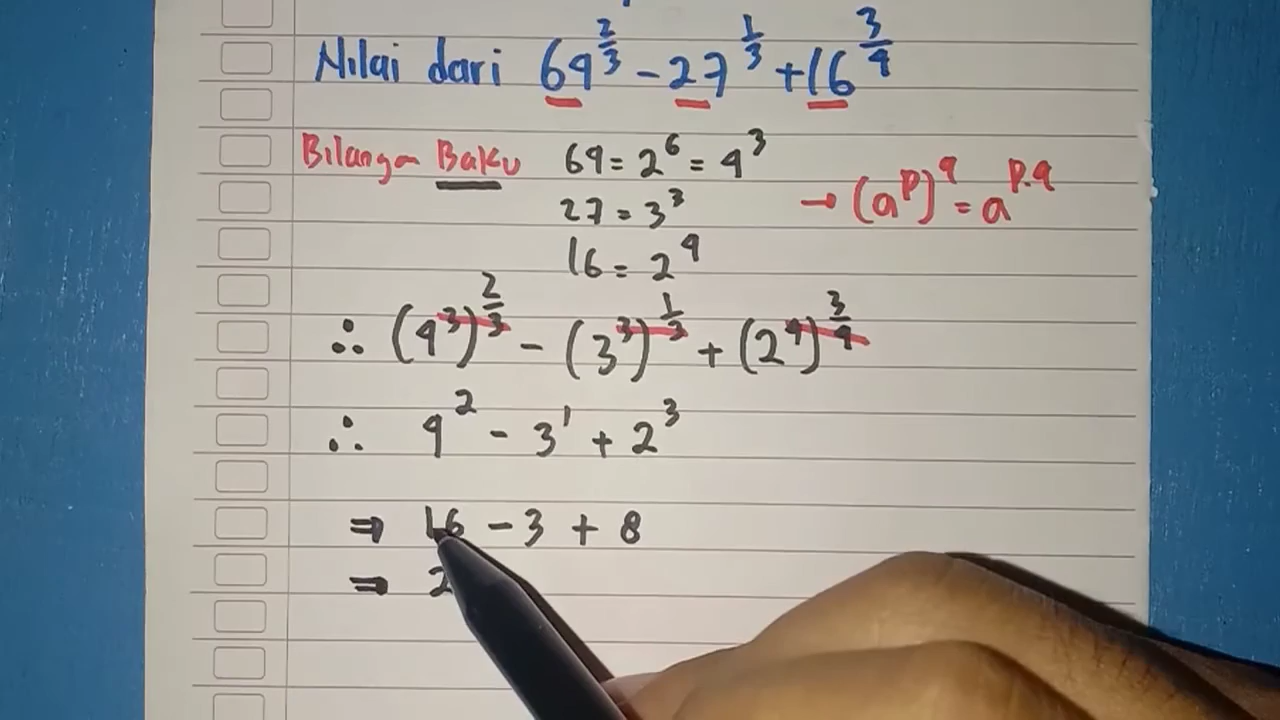 Nilai dari 64^(2/3) - 27^(1/3) + 16^(3/4)
Bilangan Baku 64 = 2^6 = 4^3
27 = 3^3
→ (a^p)^q = a^(p.q)
16 = 2^4
∴ (4^3)^(2/3) - (3^3)^(1/3) + (2^4)^(3/4)
∴ 4^2 - 3^1 + 2^3
⇒ 16 - 3 + 8
⇒ 2